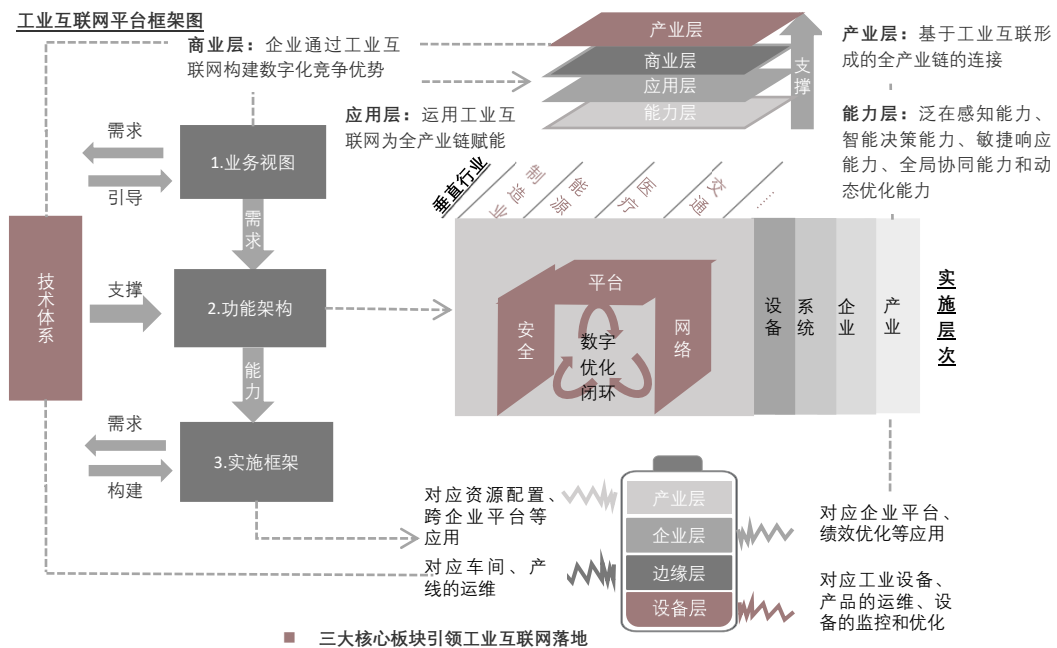 工业互联网平台框架图
商业层：企业通过工业互
联网构建数字化竞争优势
应用层：运用工业互
联网为全产业链赋能
产业层
商业层
应用层
能力层
支撑
产业层：基于工业互联形
成的全产业链的连接
能力层：泛在感知能力、
智能决策能力、敏捷响应
能力、全局协同能力和动
态优化能力
需求
引导
1.业务视图
需求
技术体系
支撑
2.功能架构
能力
需求
构建
3.实施框架
垂直行业
制造业
能源
医疗
交通
……
平台
安全
网络
数字
优化
闭环
设备
系统
企业
产业
实施层次
对应资源配置、
跨企业平台等
应用
对应车间、产
线的运维
产业层
企业层
边缘层
设备层
对应企业平台、
绩效优化等应用
对应工业设备、
产品的运维、设
备的监控和优化
三大核心板块引领工业互联网落地